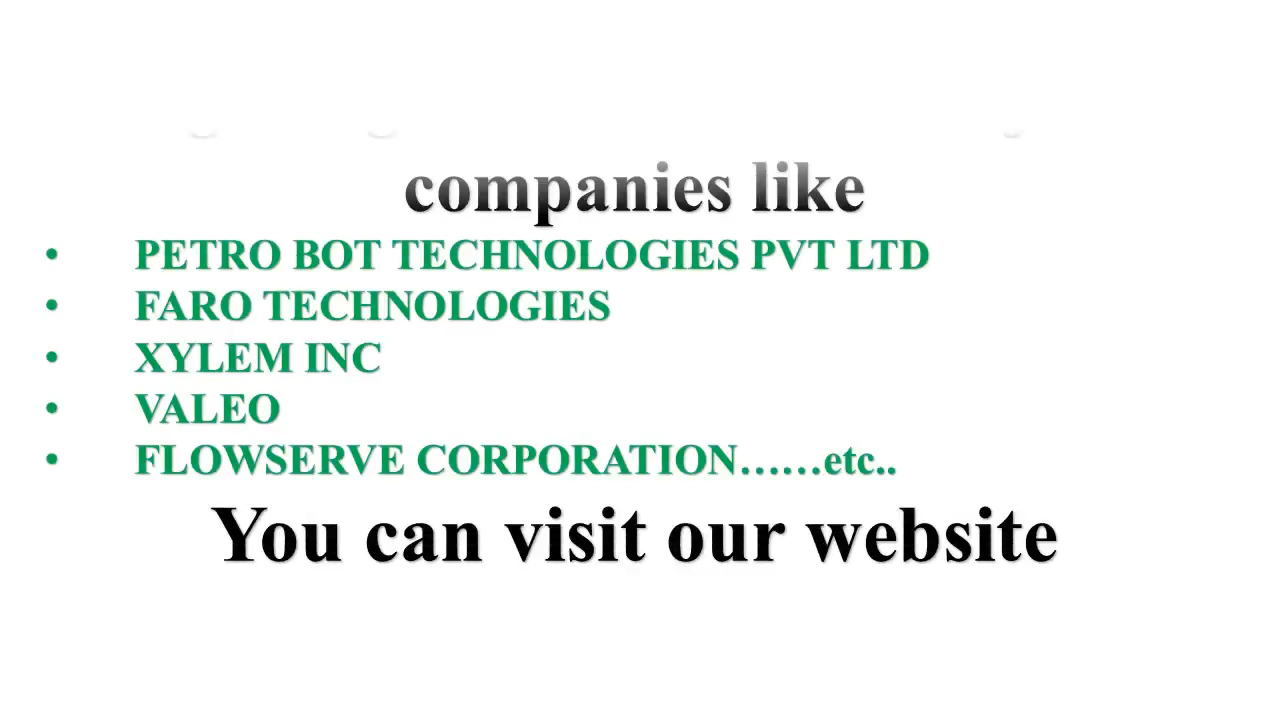 companies like
• PETRO BOT TECHNOLOGIES PVT LTD
• FARO TECHNOLOGIES
• XYLEM INC
• VALEO
• FLOWSERVE CORPORATION……etc..
You can visit our website